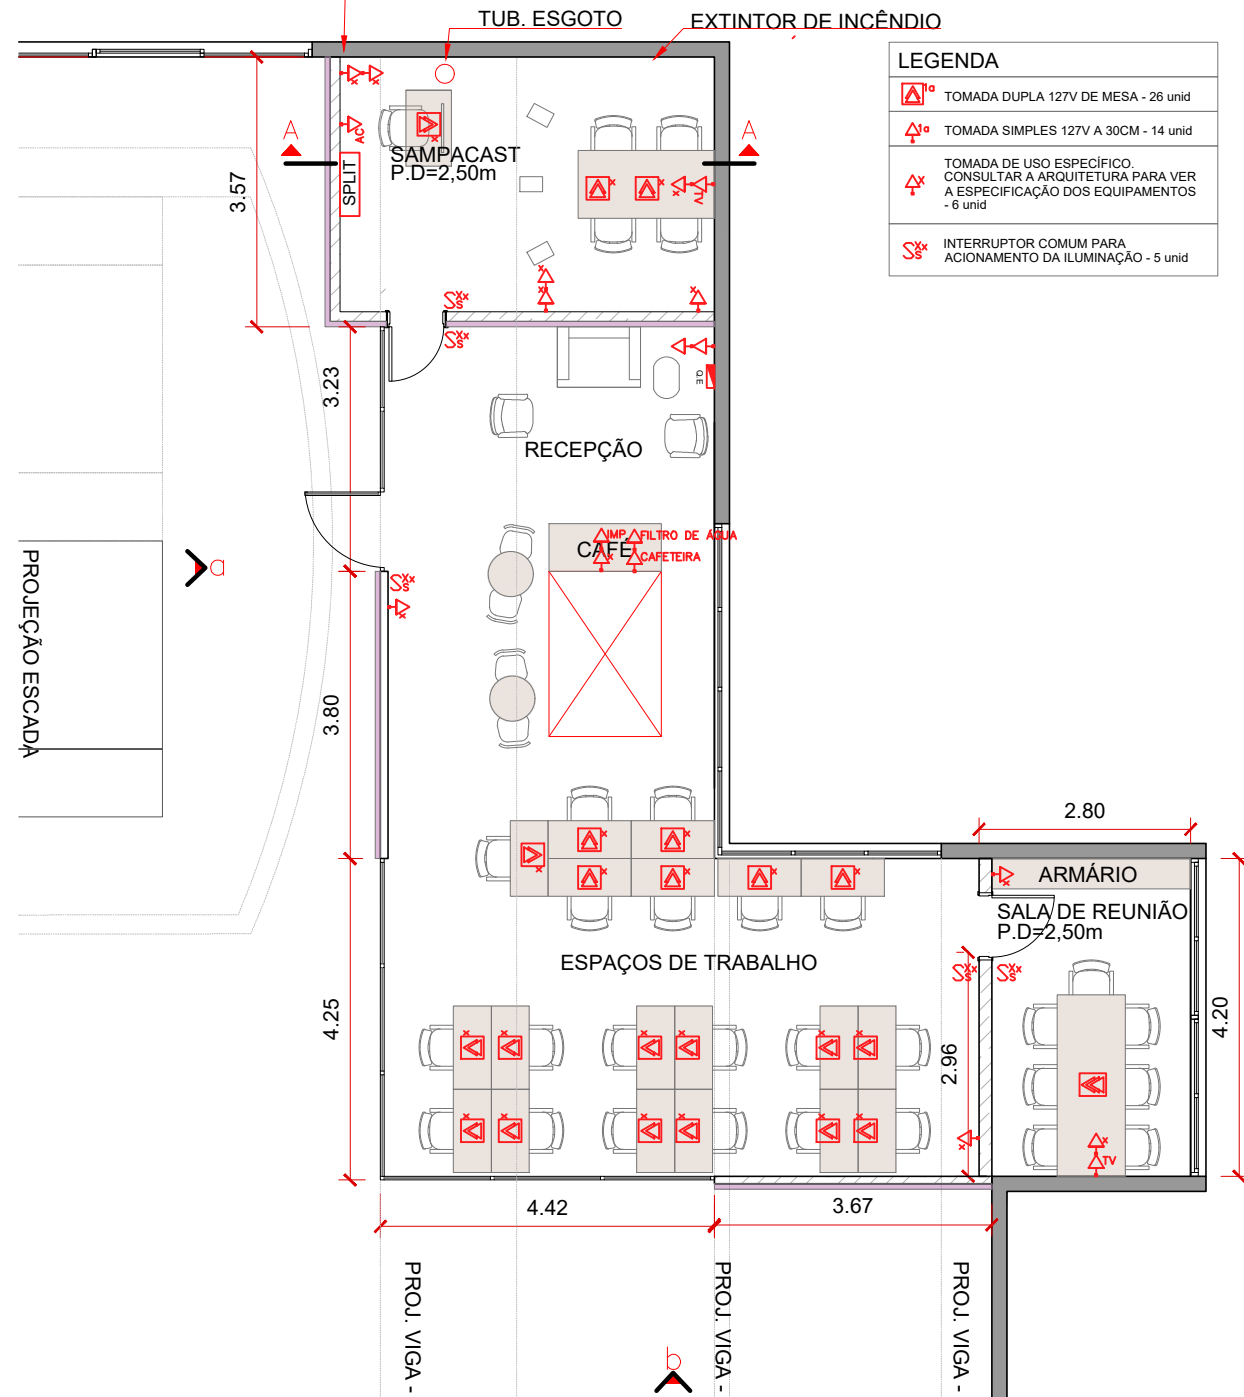 TUB. ESGOTO
EXTINTOR DE INCÊNDIO
LEGENDA
1a
TOMADA DUPLA 127V DE MESA - 26 unid
1a
TOMADA SIMPLES 127V A 30CM - 14 unid
x
TOMADA DE USO ESPECÍFICO.
CONSULTAR A ARQUITETURA PARA VER
A ESPECIFICAÇÃO DOS EQUIPAMENTOS
- 6 unid
INTERRUPTOR COMUM PARA
ACIONAMENTO DA ILUMINAÇÃO - 5 unid
A
A
AC
SAMPACAST
P.D=2,50m
SPLIT
TV
3.57
3.23
Q.E
RECEPÇÃO
IMP.
FILTRO DE ÁGUA
CAFÉ
CAFETEIRA
PROJEÇÃO ESCADA
a
3.80
2.80
ARMÁRIO
SALA DE REUNIÃO
P.D=2,50m
ESPAÇOS DE TRABALHO
4.25
2.96
4.20
TV
4.42
3.67
PROJ. VIGA -
PROJ. VIGA -
PROJ. VIGA -
b